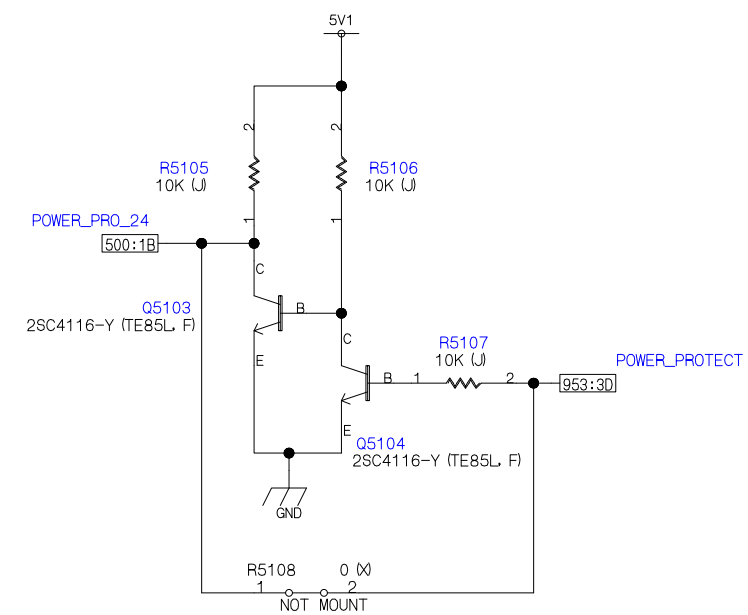 5V1
2
2
R5105
10K (J)
R5106
10K (J)
1
1
POWER_PRO_24
500:1B
C
Q5103
2SC4116-Y (TE85L, F)
B
E
C
R5107
10K (J)
POWER_PROTECT
B
1
2
953:3D
E
Q5104
2SC4116-Y (TE85L, F)
GND
R5108
0 (X)
1
2
NOT MOUNT